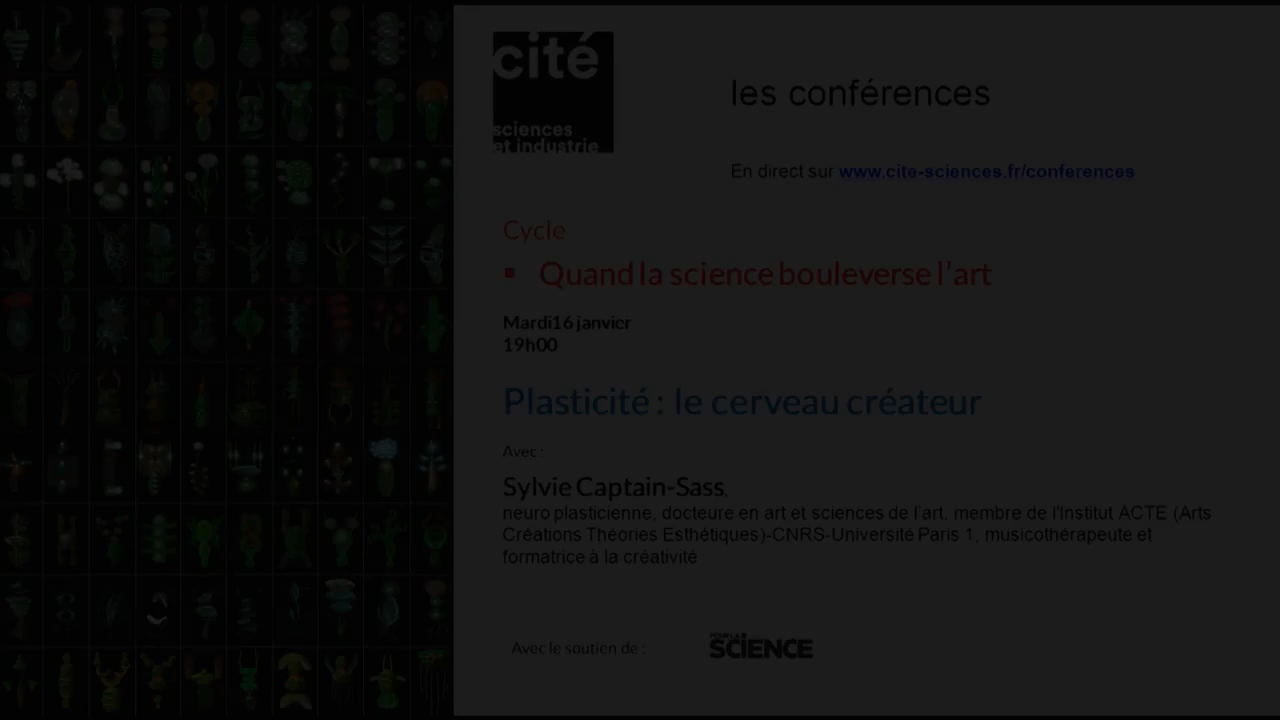 cité
sciences
et industrie
les conférences
En direct sur www.cite-sciences.fr/conferences
Cycle
▪ Quand la science bouleverse l'art
Mardi16 janvier
19h00
Plasticité : le cerveau créateur
Avec :
Sylvie Captain-Sass,
neuro plasticienne, docteure en art et sciences de l'art, membre de l'Institut ACTE (Arts
Créations Théories Esthétiques)-CNRS-Université Paris 1, musicothérapeute et
formatrice à la créativité
Avec le soutien de :
POUR LA
SCIENCE